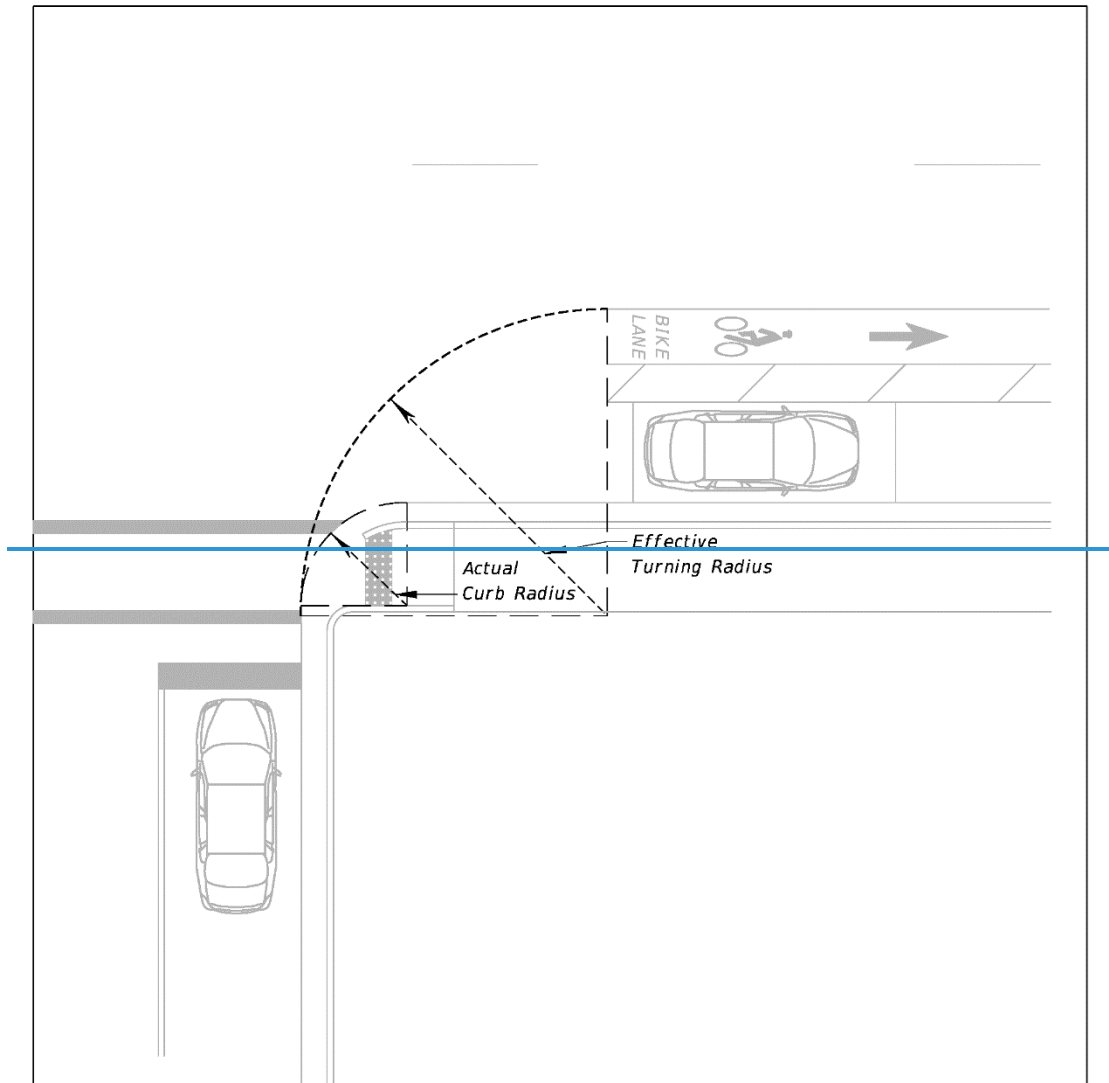 BIKE
LANE
Effective
Turning Radius
Actual
Curb Radius